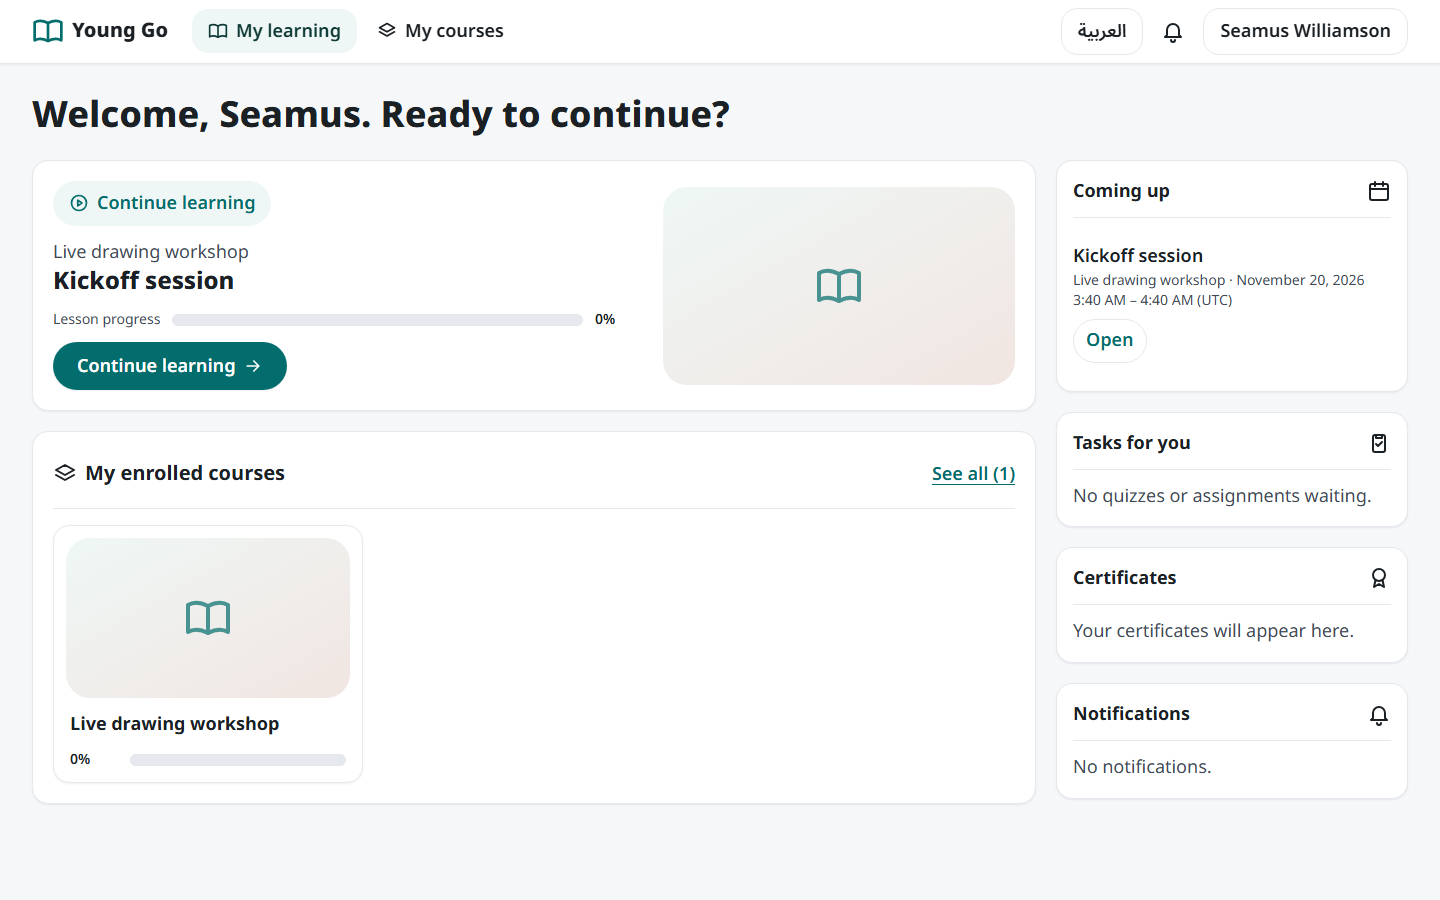 Young Go
My learning
My courses
العربية
Seamus Williamson
Welcome, Seamus. Ready to continue?
Continue learning
Live drawing workshop
Kickoff session
Lesson progress
0%
Continue learning →
My enrolled courses
See all (1)
Live drawing workshop
0%
Coming up
Kickoff session
Live drawing workshop · November 20, 2026
3:40 AM – 4:40 AM (UTC)
Open
Tasks for you
No quizzes or assignments waiting.
Certificates
Your certificates will appear here.
Notifications
No notifications.